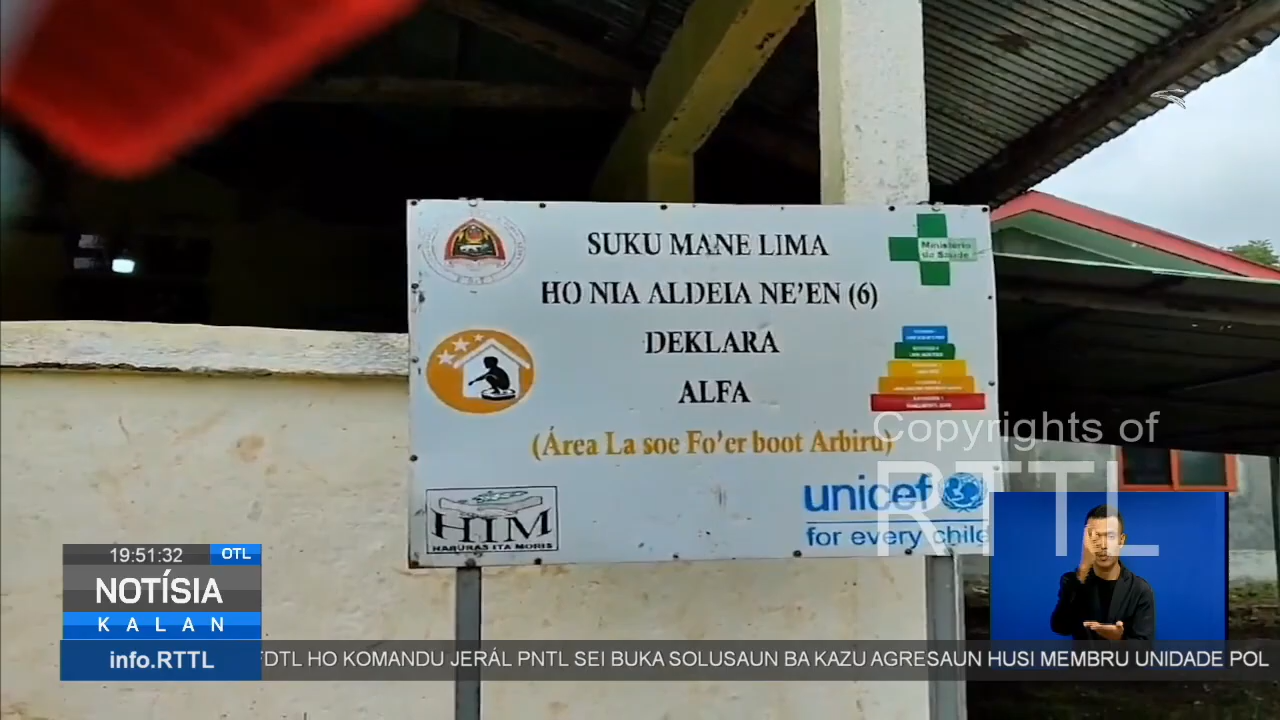 SUKU MANE LIMA
HO NIA ALDEIA NE'EN (6)
DEKLARA
ALFA
(Área La soe Fo'er boot Arbiru)
Ministério
da Saúde
HIM
HARURAS ITA MORIS
unicef
for every child
Copyrights of
RTTL
19:51:32 OTL
NOTÍSIA
KALAN
info.RTTL
FDTL HO KOMANDU JERÁL PNTL SEI BUKA SOLUSAUN BA KAZU AGRESAUN HUSI MEMBRU UNIDADE POL